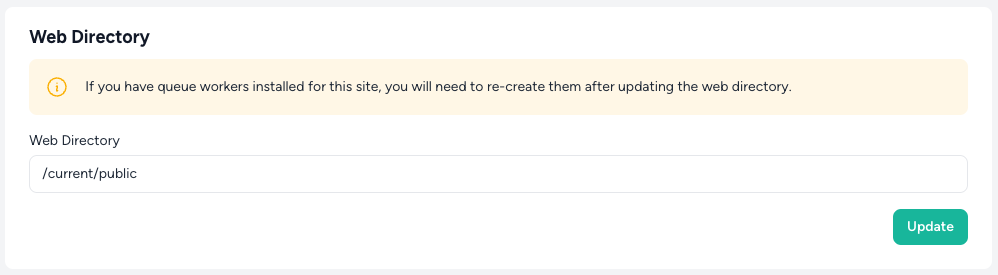 Web Directory
If you have queue workers installed for this site, you will need to re-create them after updating the web directory.
Web Directory
/current/public
Update